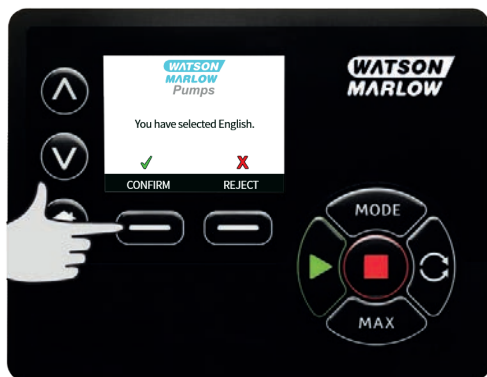 WATSON
MARLOW
Pumps
WATSON
MARLOW
You have selected English.
CONFIRM
REJECT
MODE
MAX